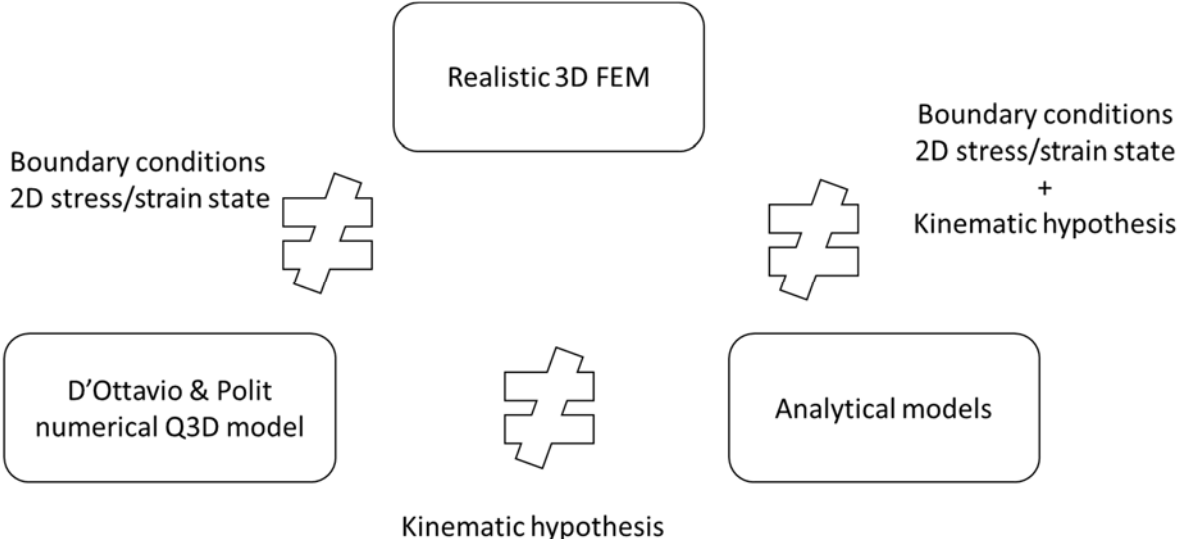 Realistic 3D FEM
Boundary conditions
2D stress/strain state
Boundary conditions
2D stress/strain state
+
Kinematic hypothesis
D’Ottavio & Polit
numerical Q3D model
Analytical models
Kinematic hypothesis